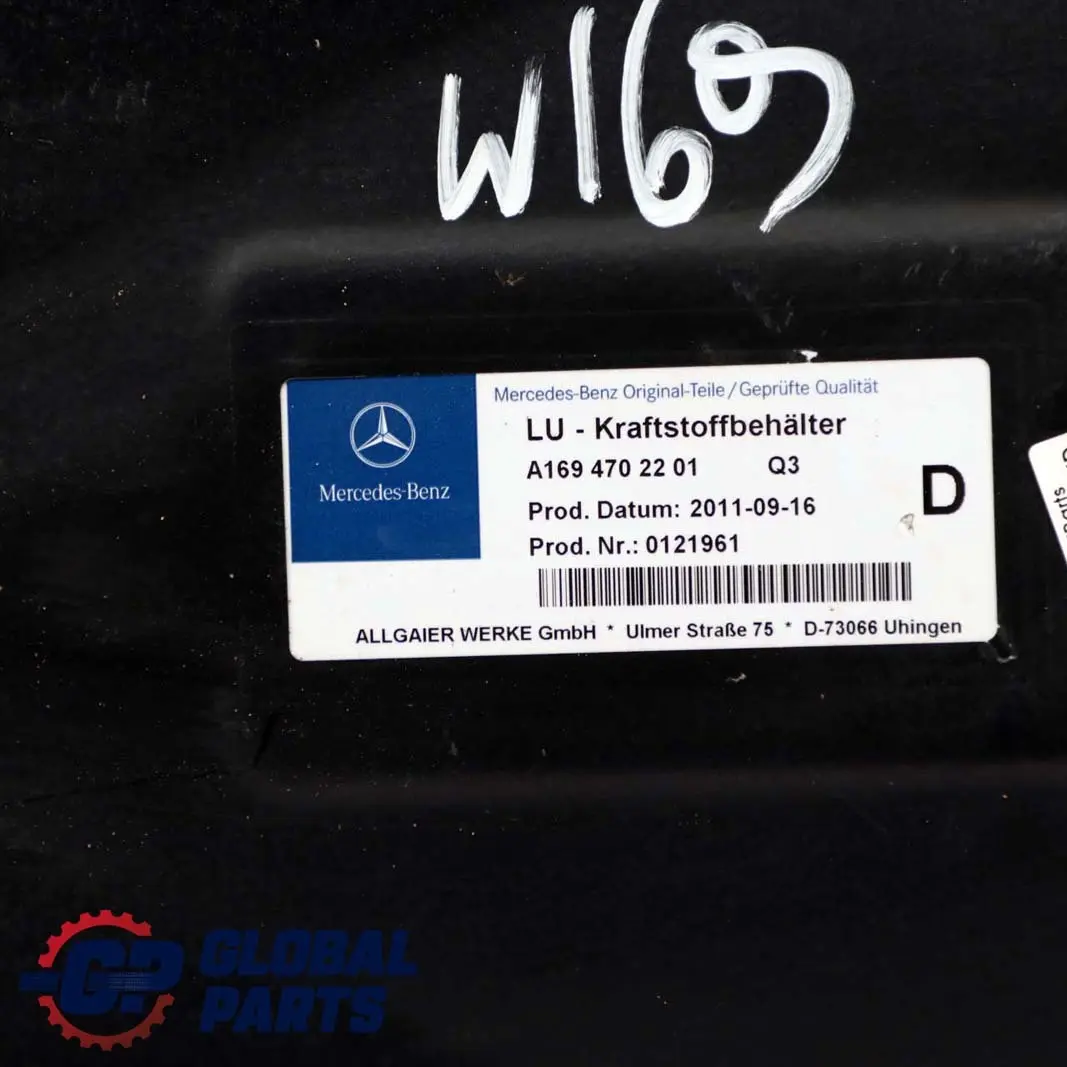 W169
Mercedes-Benz Original-Teile/Geprüfte Qualität
LU - Kraftstoffbehälter
A169 470 22 01 Q3
Mercedes-Benz
D
Prod. Datum: 2011-09-16
Prod. Nr.: 0121961
ALLGAIER WERKE GmbH * Ulmer Straße 75 * D-73066 Uhingen
GP GLOBAL
PARTS